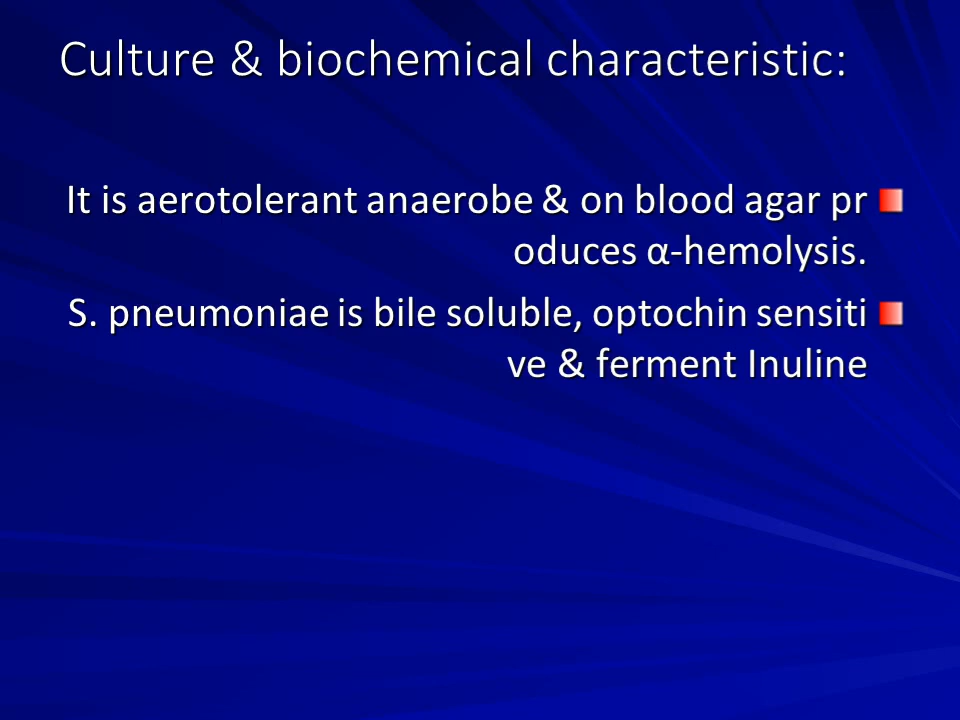 Culture & biochemical characteristic:
It is aerotolerant anaerobe & on blood agar pr
oduces α-hemolysis.
S. pneumoniae is bile soluble, optochin sensiti
ve & ferment Inuline